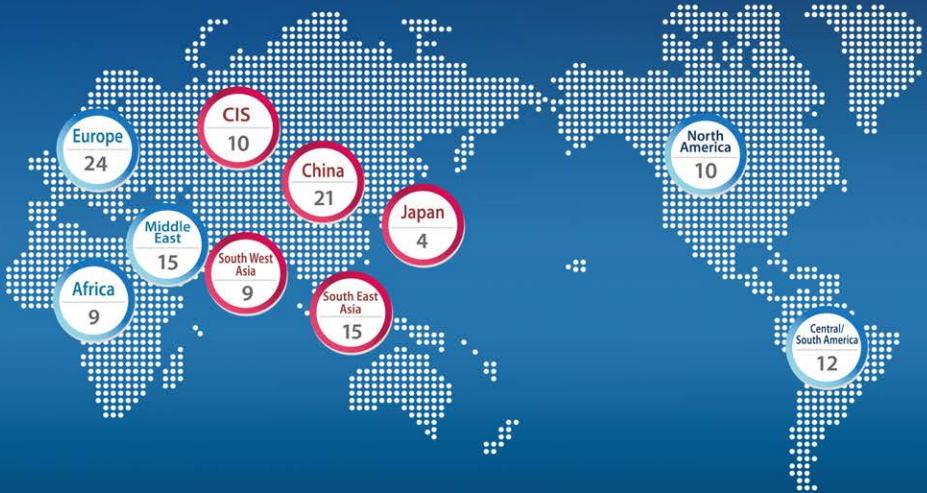 Europe
24
CIS
10
China
21
Japan
4
North
America
10
Middle
East
15
South West
Asia
9
Africa
9
South East
Asia
15
Central/
South America
12